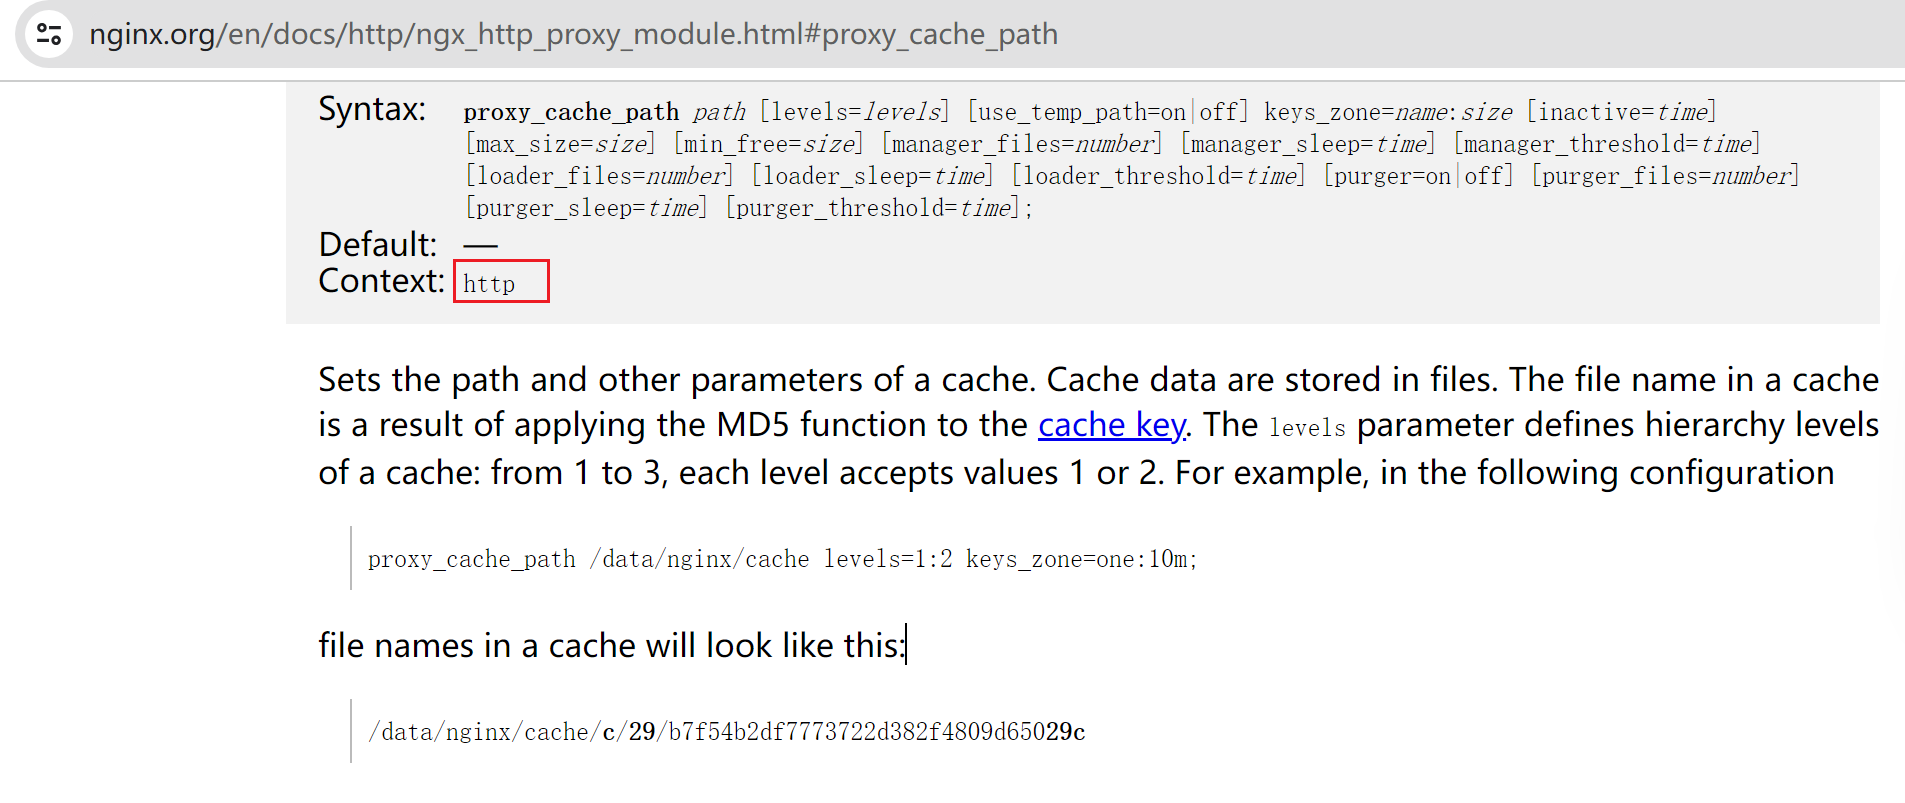 nginx.org/en/docs/http/ngx_http_proxy_module.html#proxy_cache_path
Syntax: proxy_cache_path path [levels=levels] [use_temp_path=on|off] keys_zone=name:size [inactive=time]
[max_size=size] [min_free=size] [manager_files=number] [manager_sleep=time] [manager_threshold=time]
[loader_files=number] [loader_sleep=time] [loader_threshold=time] [purger=on|off] [purger_files=number]
[purger_sleep=time] [purger_threshold=time];
Default: —
Context: http
Sets the path and other parameters of a cache. Cache data are stored in files. The file name in a cache
is a result of applying the MD5 function to the cache key. The levels parameter defines hierarchy levels
of a cache: from 1 to 3, each level accepts values 1 or 2. For example, in the following configuration
proxy_cache_path /data/nginx/cache levels=1:2 keys_zone=one:10m;
file names in a cache will look like this:
/data/nginx/cache/c/29/b7f54b2df7773722d382f4809d65029c